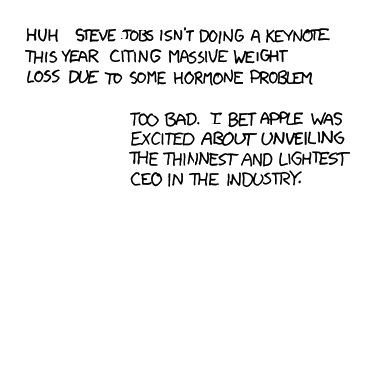 HUH STEVE JOBS ISN'T DOING A KEYNOTE
THIS YEAR CITING MASSIVE WEIGHT
LOSS DUE TO SOME HORMONE PROBLEM
TOO BAD. I BET APPLE WAS
EXCITED ABOUT UNVEILING
THE THINNEST AND LIGHTEST
CEO IN THE INDUSTRY.